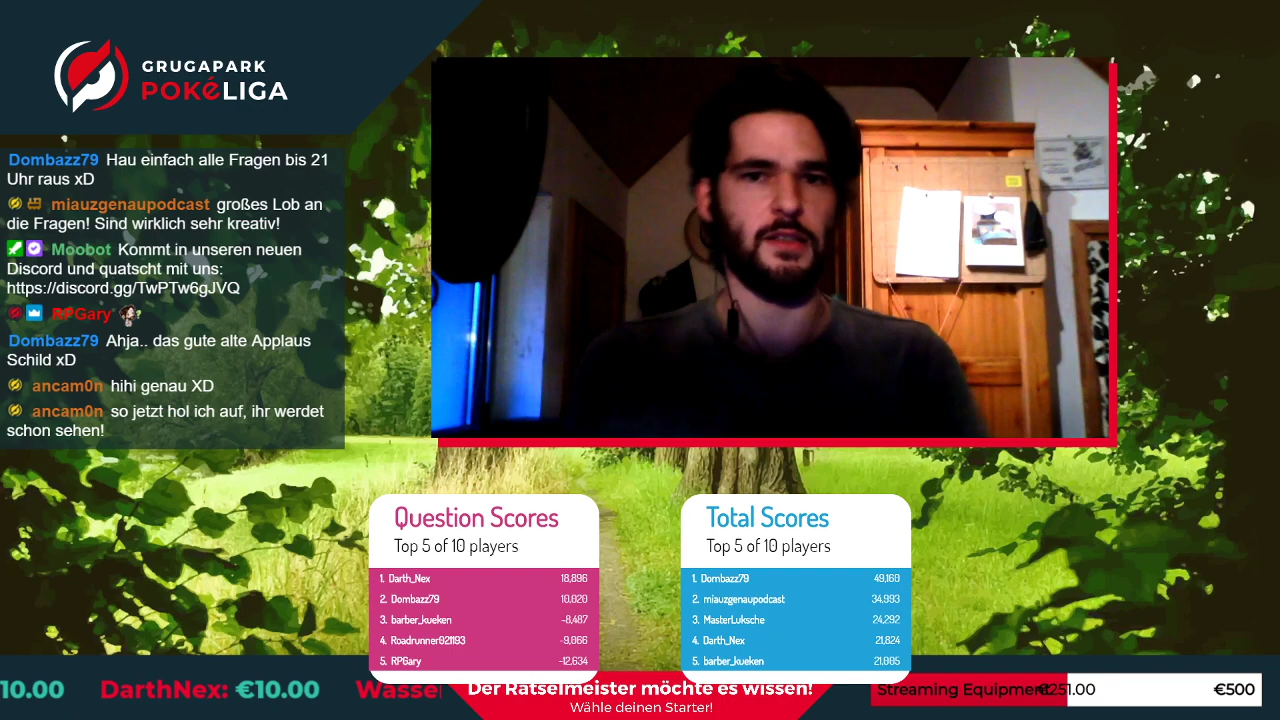 GRUGAPARK
POKéLIGA
Dombazz79 Hau einfach alle Fragen bis 21
Uhr raus xD
miauzgenaupodcast großes Lob an
die Fragen! Sind wirklich sehr kreativ!
Moobot Kommt in unseren neuen
Discord und quatscht mit uns:
https://discord.gg/TwPTw6gJVQ
RPGary
Dombazz79 Ahja.. das gute alte Applaus
Schild xD
ancam0n hihi genau XD
ancam0n so jetzt hol ich auf, ihr werdet
schon sehen!
Question Scores
Top 5 of 10 players
1. Darth_Nex 18,896
2. Dombazz79 10,020
3. barber_kueken -8,487
4. Roadrunner021193 -9,066
5. RPGary -12,634
Total Scores
Top 5 of 10 players
1. Dombazz79 49,160
2. miauzgenaupodcast 34,993
3. MasterLuksche 24,292
4. Darth_Nex 21,824
5. barber_kueken 21,005
10.00 DarthNex: €10.00 Wasse
Der Rätselmeister möchte es wissen!
Wähle deinen Starter!
Streaming Equipment €251.00 €500